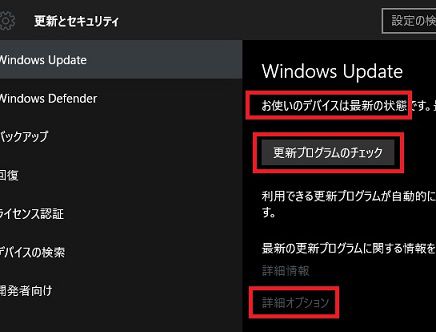 更新とセキュリティ
設定の検
Windows Update
Windows Defender
バックアップ
回復
ライセンス認証
デバイスの検索
開発者向け
Windows Update
お使いのデバイスは最新の状態です。
更新プログラムのチェック
利用できる更新プログラムが自動的に
す。
最新の更新プログラムに関する情報を
詳細情報
詳細オプション